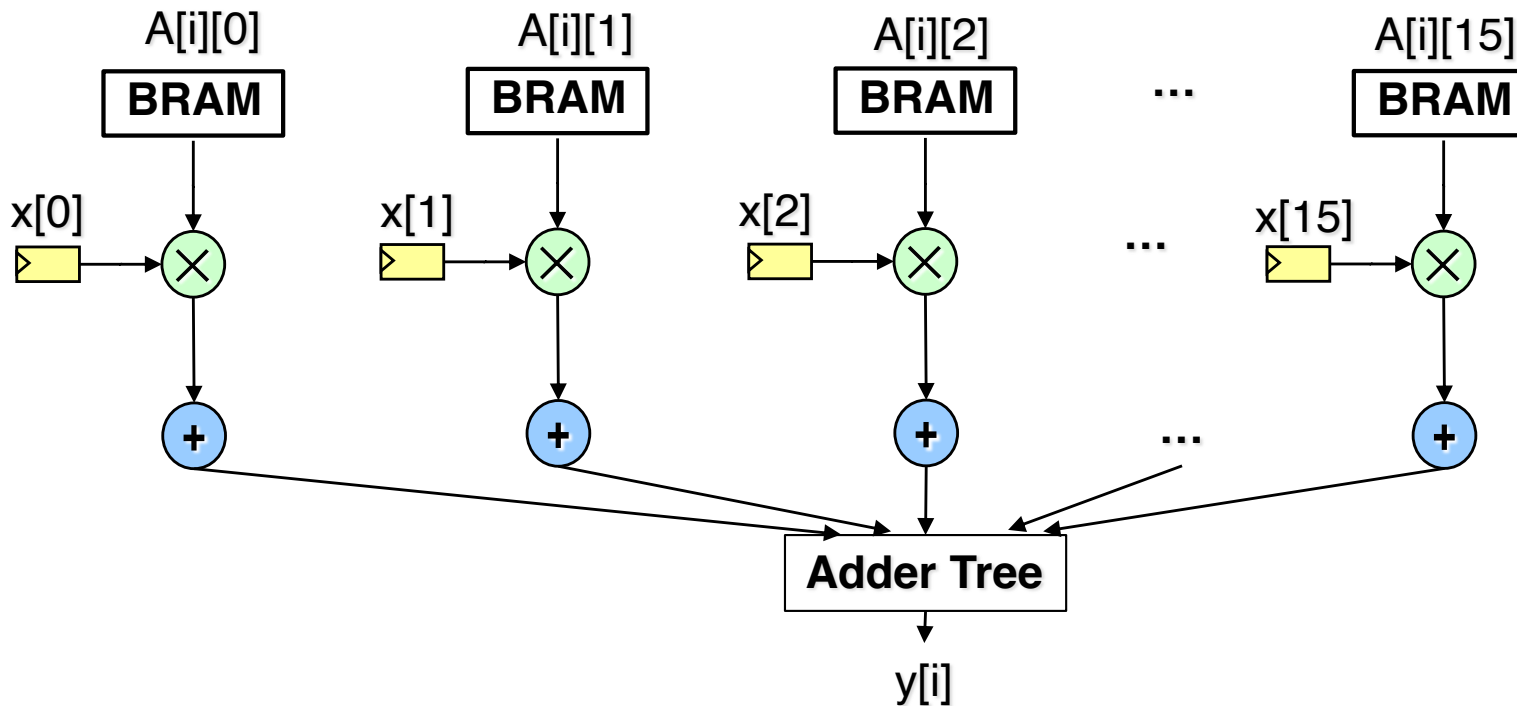 A[i][0] A[i][1] A[i][2] A[i][15]
BRAM BRAM BRAM ... BRAM
x[0] x[1] x[2] x[15]
× × × ... ×
+ + + ... +
Adder Tree
y[i]